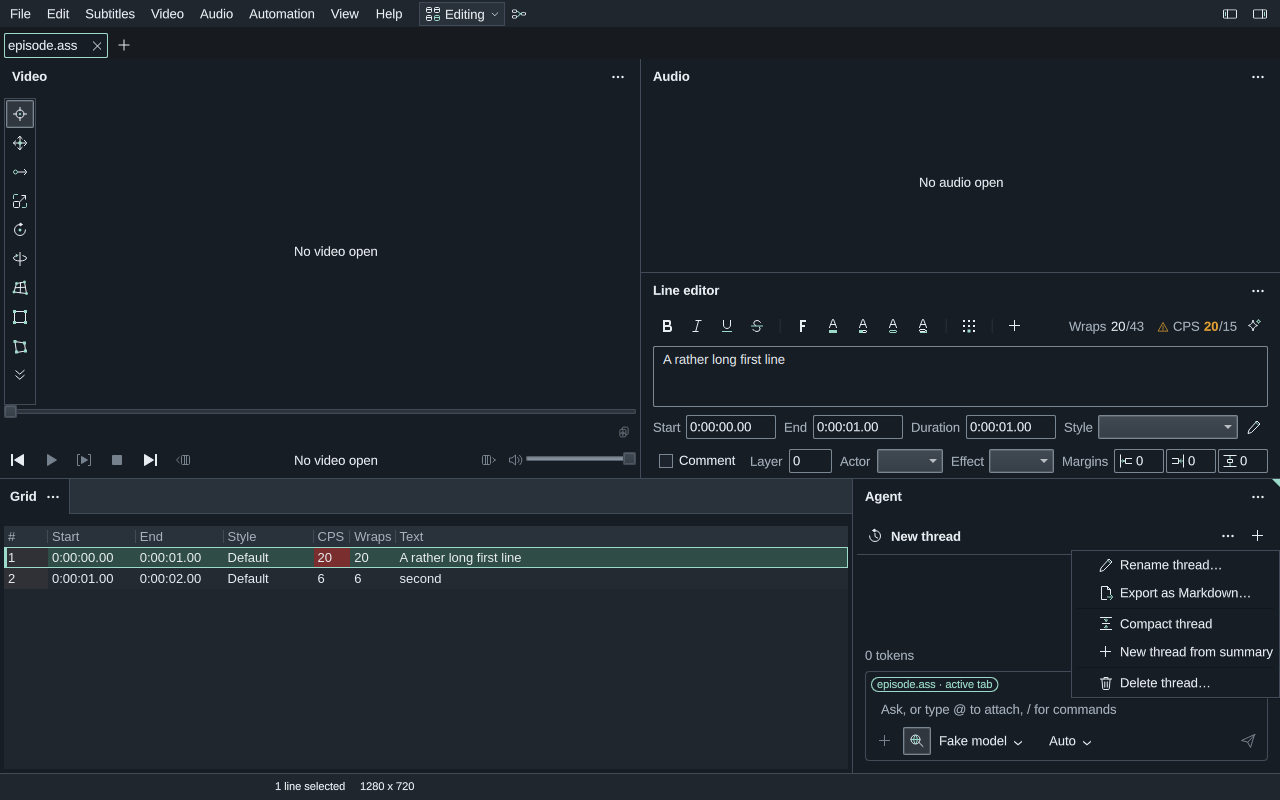 File Edit Subtitles Video Audio Automation View Help Editing
episode.ass
Video
No video open
No video open
Audio
No audio open
Line editor
B I U S F A A A A Wraps 20/43 CPS 20/15
A rather long first line
Start 0:00:00.00 End 0:00:01.00 Duration 0:00:01.00 Style
Comment Layer 0 Actor Effect Margins 0 0 0
Grid
# Start End Style CPS Wraps Text
1 0:00:00.00 0:00:01.00 Default 20 20 A rather long first line
2 0:00:01.00 0:00:02.00 Default 6 6 second
Agent
New thread
Rename thread…
Export as Markdown…
Compact thread
New thread from summary
Delete thread…
0 tokens
episode.ass · active tab
Ask, or type @ to attach, / for commands
Fake model Auto
1 line selected 1280 x 720